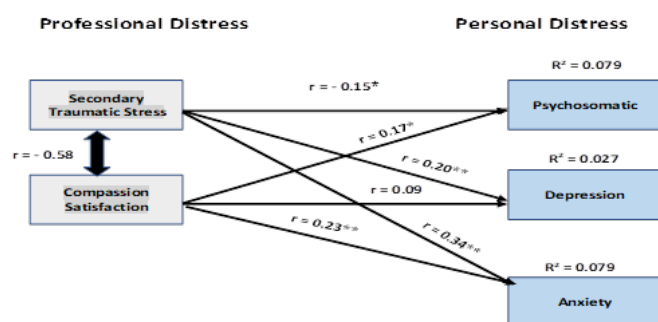 Professional Distress
Personal Distress
R² = 0.079
Secondary
Traumatic Stress
r = - 0.15*
Psychosomatic
r = 0.17*
r = - 0.58
r = 0.20**
R² = 0.027
Compassion
Satisfaction
r = 0.09
Depression
r = 0.23**
r = 0.34**
R² = 0.079
Anxiety